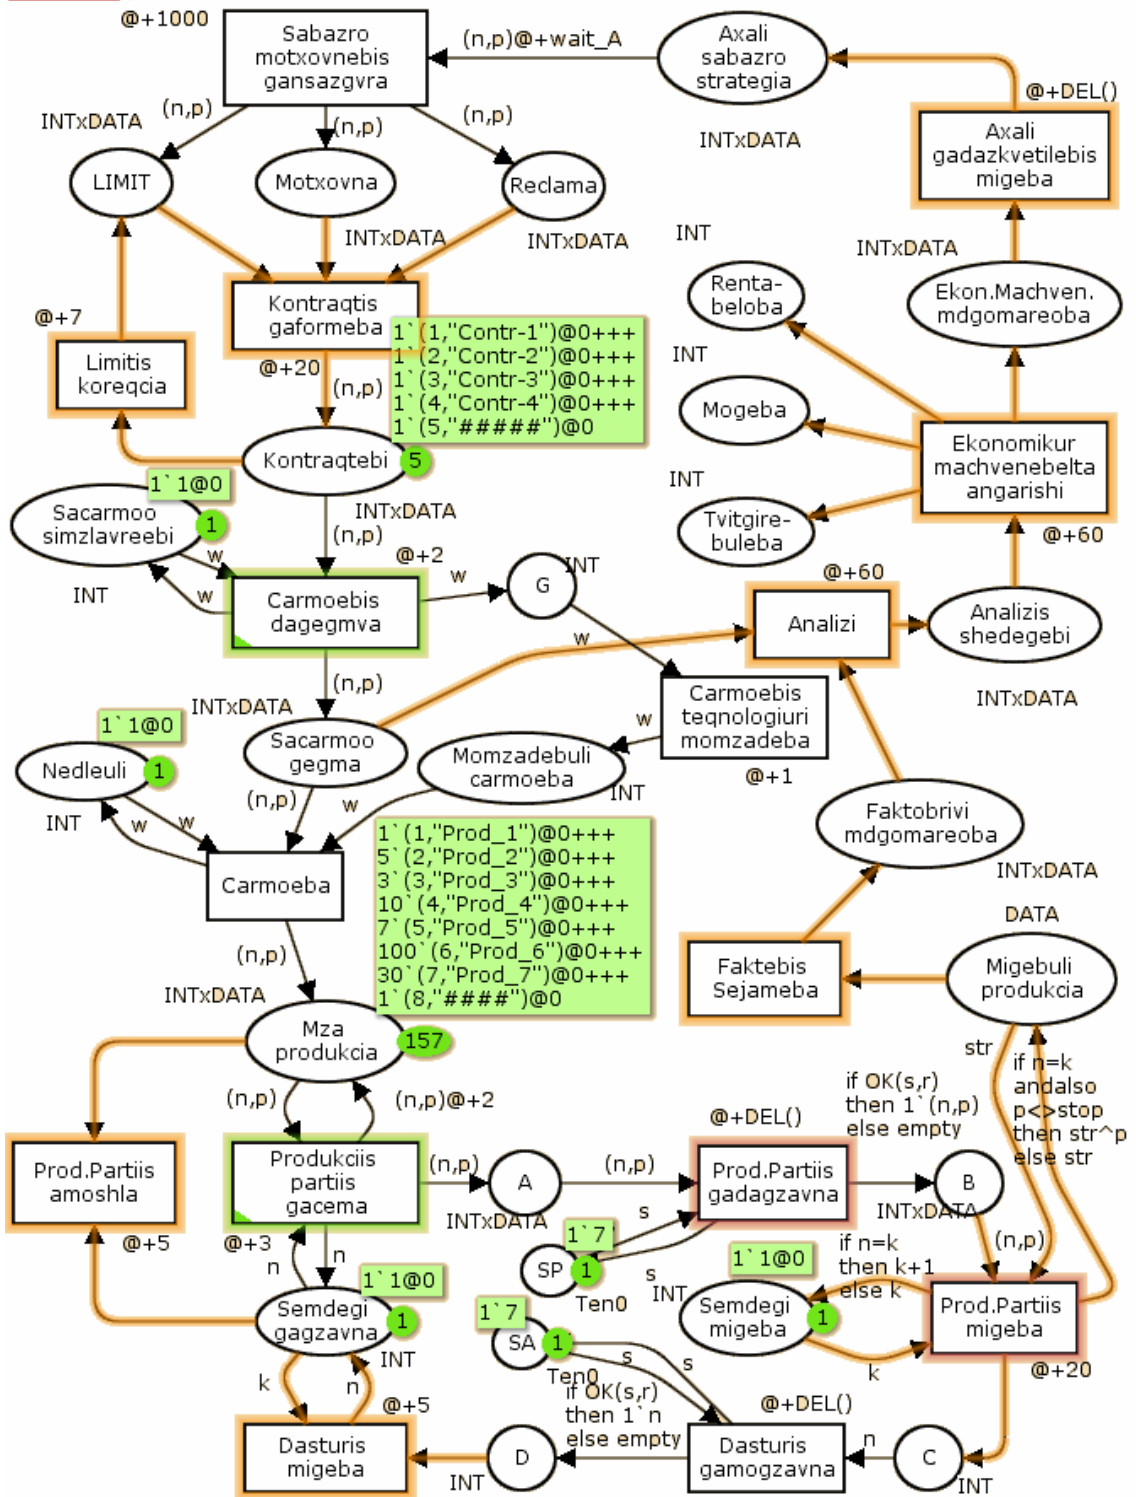 @+1000
Sabazro
motxovnebis
gansazgvra
(n,p)@+wait_A
Axali
sabazro
strategia
@+DEL()
INTxDATA
(n,p)
(n,p)
(n,p)
INTxDATA
Axali
gadazkvetilebis
migeba
LIMIT
Motxovna
Reclama
INTxDATA
INTxDATA
INT
INTxDATA
Renta-
beloba
Ekon.Machven.
mdgomareoba
Kontraqtis
gaformeba
@+7
@+20
(n,p)
1`(1,"Contr-1")@0+++
1`(2,"Contr-2")@0+++
1`(3,"Contr-3")@0+++
1`(4,"Contr-4")@0+++
1`(5,"#####")@0
INT
Limitis
koreqcia
Mogeba
Ekonomikur
machvenebelta
angarishi
Kontraqtebi
5
INT
1`1@0
Sacarmoo
simzlavreebi
1
INTxDATA
(n,p)
Tvitgire-
buleba
@+60
@+2
w
w
INT
Carmoebis
dagegmva
w
G
INT
@+60
Analizi
Analizis
shedegebi
w
(n,p)
INTxDATA
Carmoebis
teqnologiuri
momzadeba
INTxDATA
1`1@0
Nedleuli
1
Sacarmoo
gegma
w
Momzadebuli
carmoeba
@+1
INT
INT
w
w
(n,p)
w
Faktobrivi
mdgomareoba
1`(1,"Prod_1")@0+++
5`(2,"Prod_2")@0+++
3`(3,"Prod_3")@0+++
10`(4,"Prod_4")@0+++
7`(5,"Prod_5")@0+++
100`(6,"Prod_6")@0+++
30`(7,"Prod_7")@0+++
1`(8,"####")@0
Carmoeba
INTxDATA
DATA
(n,p)
Faktebis
Sejameba
Migebuli
produkcia
INTxDATA
Mza
produkcia
157
str
if n=k
andalso
p<>stop
then str^p
else str
(n,p)
(n,p)@+2
if OK(s,r)
then 1`(n,p)
else empty
@+DEL()
Prod.Partiis
amoshla
Produkciis
partiis
gacema
(n,p)
A
(n,p)
Prod.Partiis
gadagzavna
B
INTxDATA
INTxDATA
@+5
@+3
n
n
1`7
s
SP
1
s
Ten0
INT
1`1@0
if n=k
then k+1
else k
(n,p)
1`1@0
Semdegi
gagzavna
1
INT
1`7
SA
1
Ten0
s
s
Semdegi
migeba
1
k
Prod.Partiis
migeba
@+20
k
n
@+5
if OK(s,r)
then 1`n
else empty
@+DEL()
Dasturis
migeba
D
INT
Dasturis
gamogzavna
n
C
INT